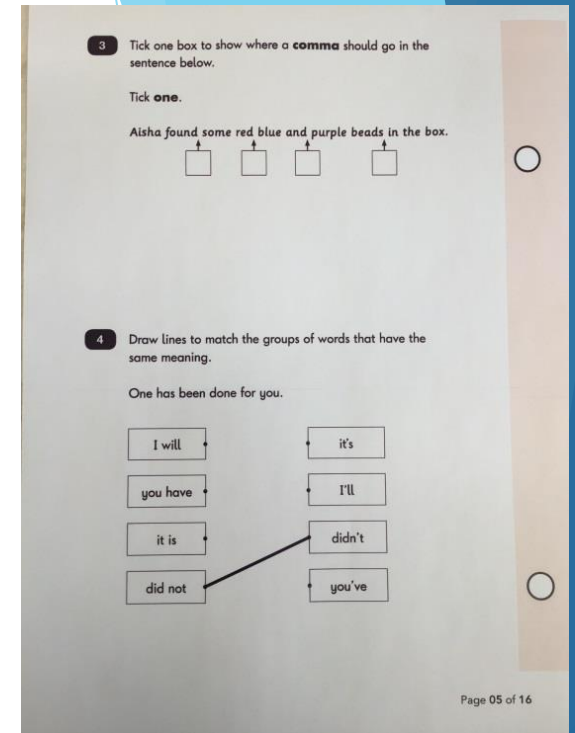 3 Tick one box to show where a comma should go in the
sentence below.
Tick one.
Aisha found some red blue and purple beads in the box.
4 Draw lines to match the groups of words that have the
same meaning.
One has been done for you.
I will it's
you have I'll
it is didn't
did not you've
Page 05 of 16